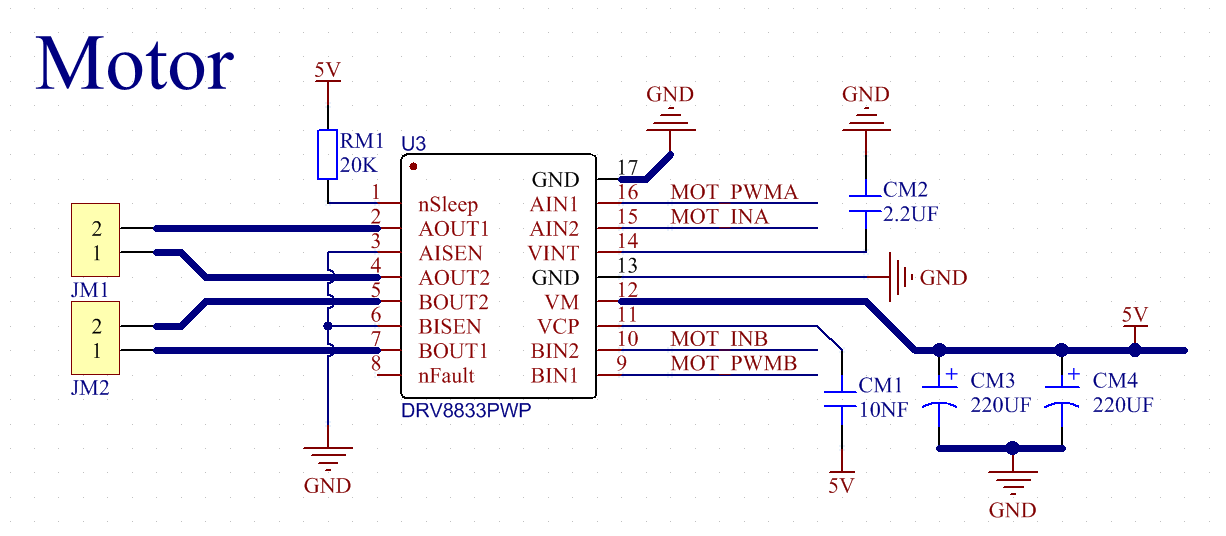 Motor
5V
RM1
20K
U3
GND
GND
1
nSleep
2
AOUT1
3
AISEN
4
AOUT2
5
BOUT2
6
BISEN
7
BOUT1
8
nFault
GND
17
AIN1
16
MOT_PWMA
AIN2
15
MOT_INA
VINT
14
GND
13
GND
VM
12
VCP
11
BIN2
10
MOT_INB
BIN1
9
MOT_PWMB
DRV8833PWP
2
1
JM1
2
1
JM2
GND
CM2
2.2UF
5V
CM1
10NF
5V
+
CM3
220UF
+
CM4
220UF
GND